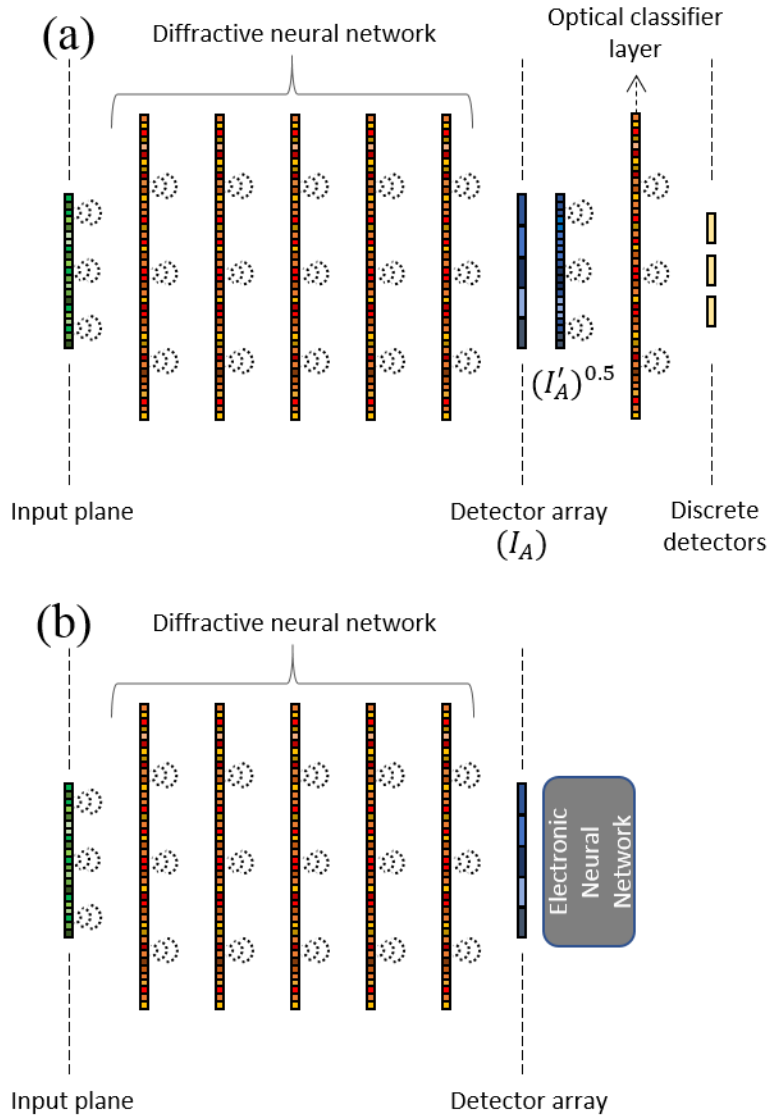 (a)
Diffractive neural network
Optical classifier
layer
(I'_A)^{0.5}
Input plane
Detector array
(I_A)
Discrete
detectors
(b)
Diffractive neural network
Electronic
Neural
Network
Input plane
Detector array